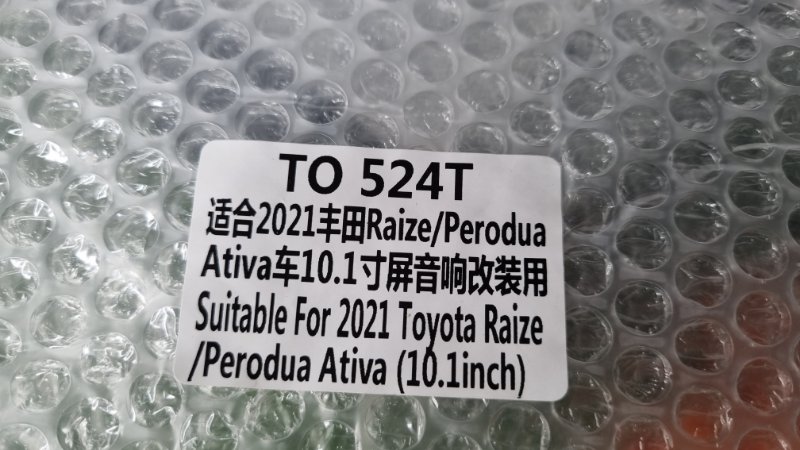 TO 524T
适合2021丰田Raize/Perodua
Ativa车10.1寸屏音响改装用
Suitable For 2021 Toyota Raize
/Perodua Ativa (10.1inch)